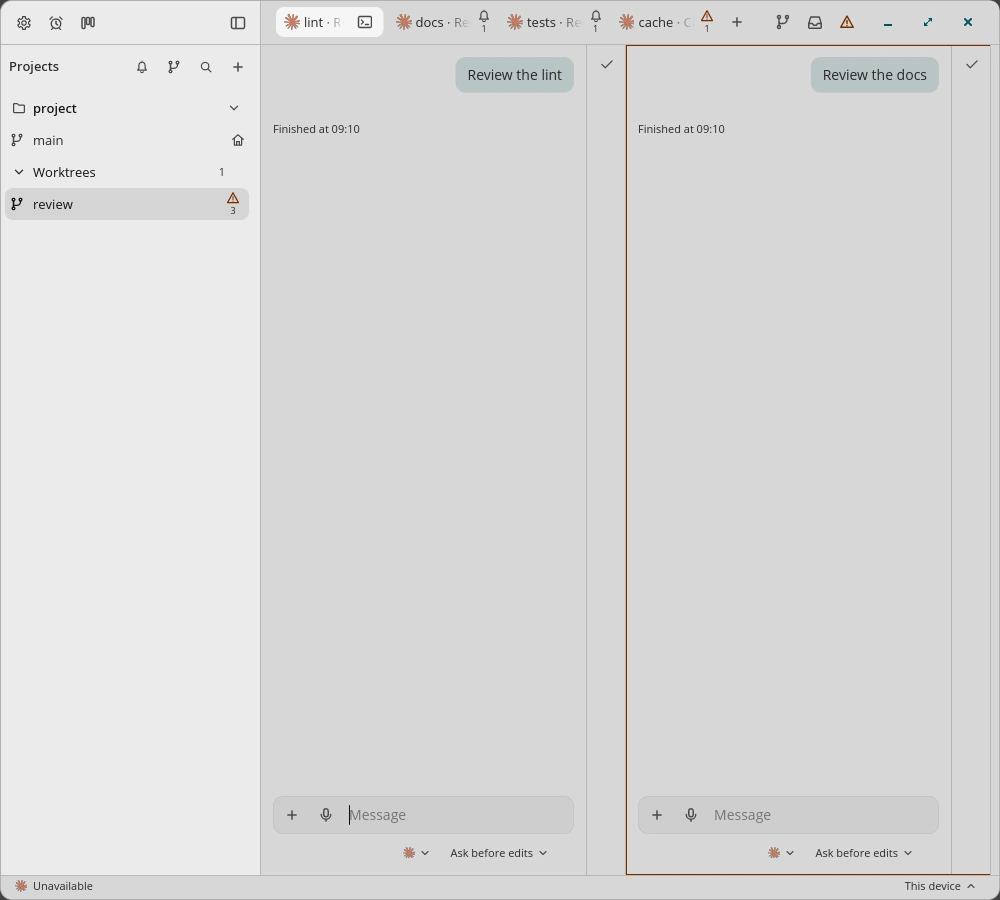 lint · R
docs · Re
1
tests · Re
1
cache · C
1
Projects
project
main
Worktrees
1
review
3
Review the lint
Finished at 09:10
Message
Ask before edits
Review the docs
Finished at 09:10
Message
Ask before edits
Unavailable
This device